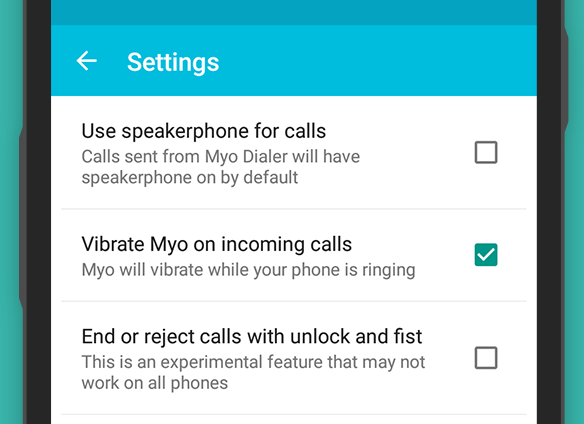 Settings
Use speakerphone for calls
Calls sent from Myo Dialer will have
speakerphone on by default
Vibrate Myo on incoming calls
Myo will vibrate while your phone is ringing
End or reject calls with unlock and fist
This is an experimental feature that may not
work on all phones